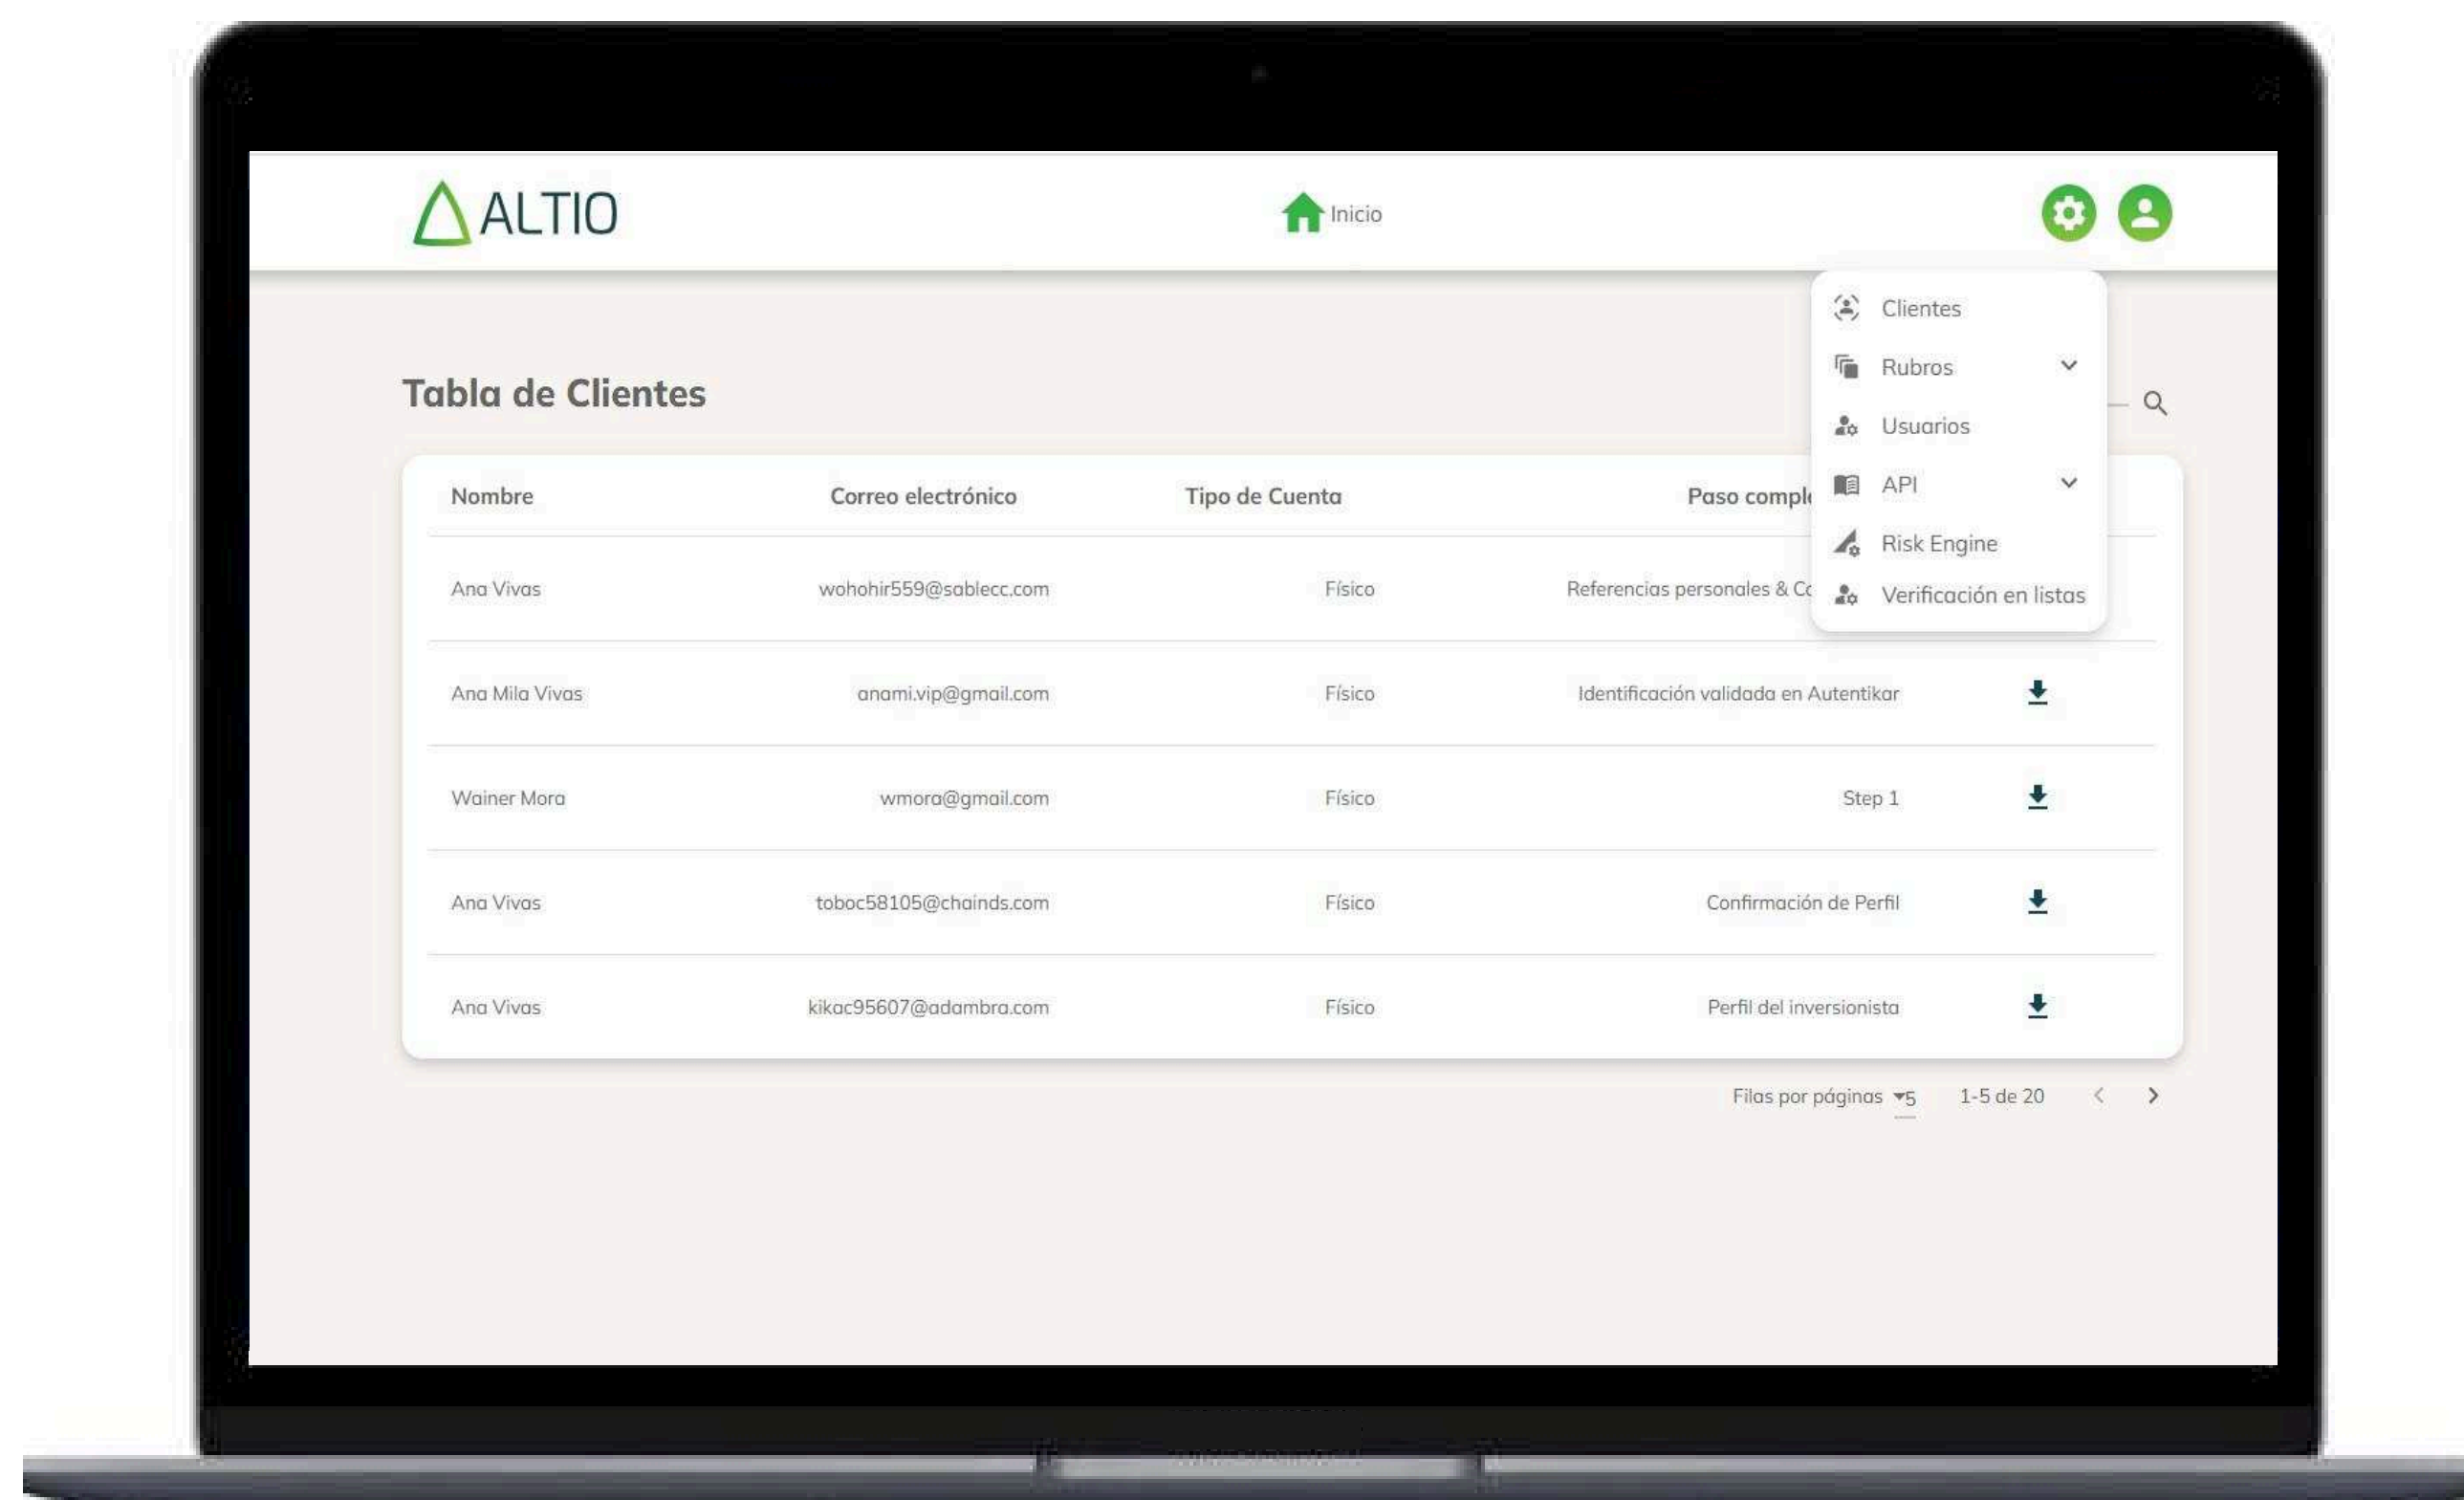 ALTIO
Inicio
Clientes
Rubros
Usuarios
API
Risk Engine
Verificación en listas
Tabla de Clientes
Nombre Correo electrónico Tipo de Cuenta Paso
Ana Vivas wohohir559@sablecc.com Físico Referencias personales &
Ana Mila Vivas anami.vip@gmail.com Físico Identificación validada en Autentikar
Wainer Mora wmora@gmail.com Físico Step 1
Ana Vivas toboc58105@chainds.com Físico Confirmación de Perfil
Ana Vivas kikac95607@adambra.com Físico Perfil del inversionista
Filas por páginas 5 1-5 de 20